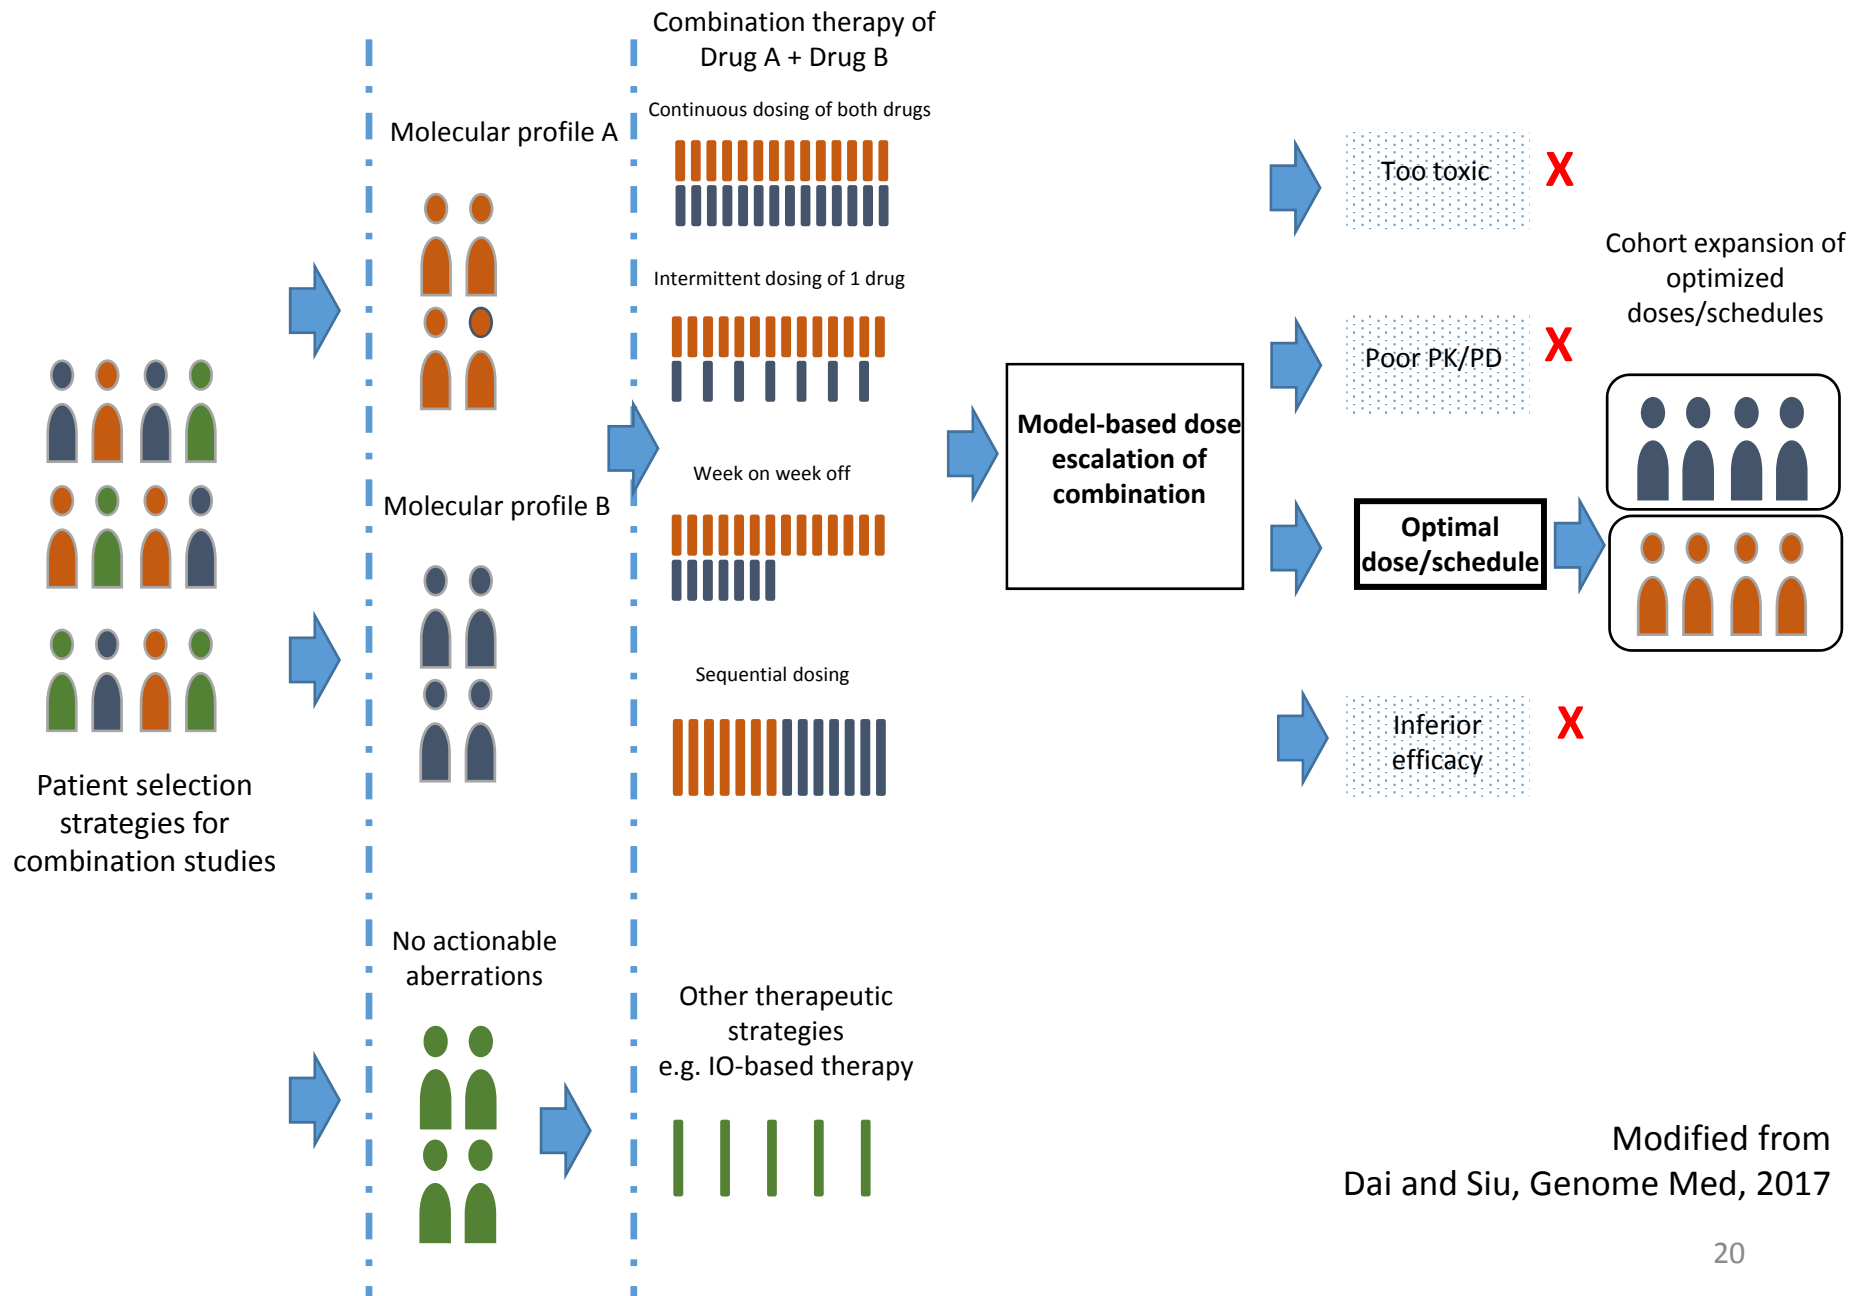 Patient selection
strategies for
combination studies
Molecular profile A
Molecular profile B
No actionable
aberrations
Combination therapy of
Drug A + Drug B
Continuous dosing of both drugs
Intermittent dosing of 1 drug
Week on week off
Sequential dosing
Other therapeutic
strategies
e.g. IO-based therapy
Model-based dose
escalation of
combination
Too toxic
X
Poor PK/PD
X
Optimal
dose/schedule
Inferior
efficacy
X
Cohort expansion of
optimized
doses/schedules
Modified from
Dai and Siu, Genome Med, 2017
20